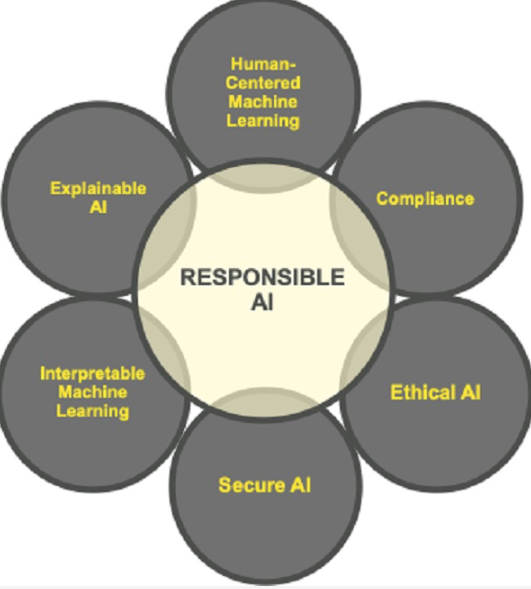 Human-
Centered
Machine
Learning
Explainable
AI
Compliance
RESPONSIBLE
AI
Interpretable
Machine
Learning
Ethical AI
Secure AI